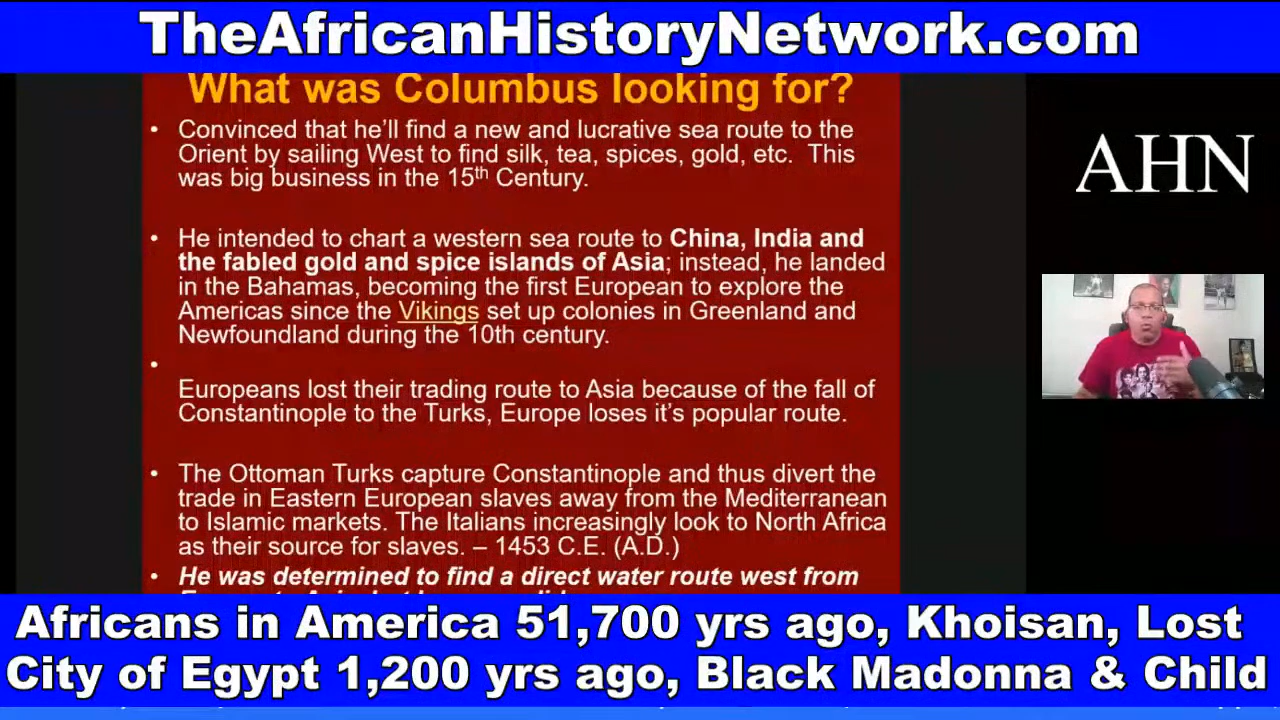 TheAfricanHistoryNetwork.com
What was Columbus looking for?
• Convinced that he'll find a new and lucrative sea route to the
Orient by sailing West to find silk, tea, spices, gold, etc. This
was big business in the 15th Century.
• He intended to chart a western sea route to China, India and
the fabled gold and spice islands of Asia; instead, he landed
in the Bahamas, becoming the first European to explore the
Americas since the Vikings set up colonies in Greenland and
Newfoundland during the 10th century.
•
Europeans lost their trading route to Asia because of the fall of
Constantinople to the Turks, Europe loses it's popular route.
• The Ottoman Turks capture Constantinople and thus divert the
trade in Eastern European slaves away from the Mediterranean
to Islamic markets. The Italians increasingly look to North Africa
as their source for slaves. – 1453 C.E. (A.D.)
• He was determined to find a direct water route west from
AHN
Africans in America 51,700 yrs ago, Khoisan, Lost
City of Egypt 1,200 yrs ago, Black Madonna & Child